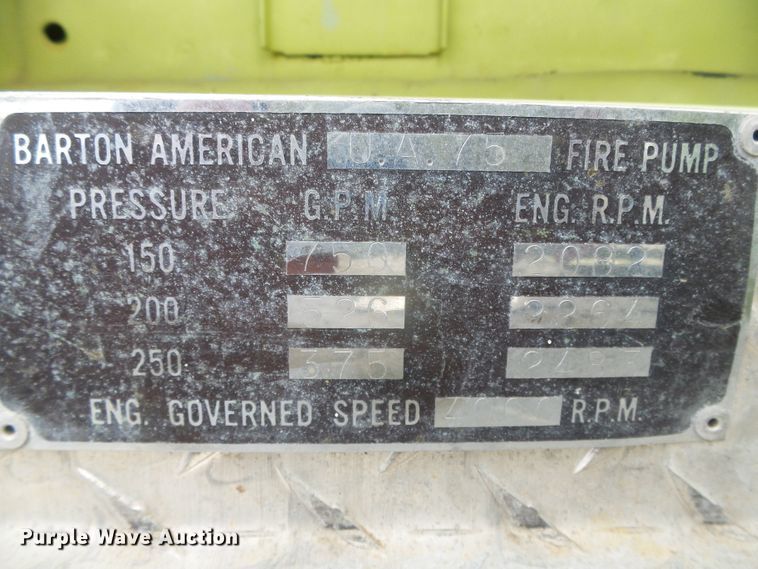 BARTON AMERICAN U.A.75 FIRE PUMP
PRESSURE G.P.M. ENG. R.P.M.
150 750 2082
200
250 375
ENG. GOVERNED SPEED R.P.M.
Purple Wave Auction